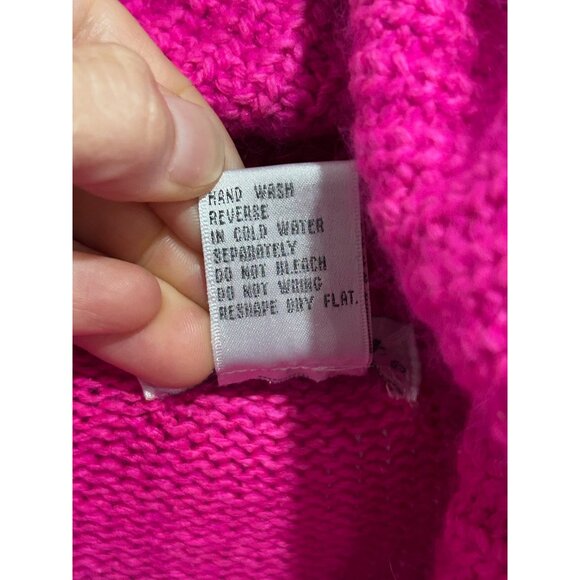 HAND WASH
REVERSE
IN COLD WATER
SEPARATELY
DO NOT BLEACH
DO NOT WRING
RESHAPE DRY FLAT.